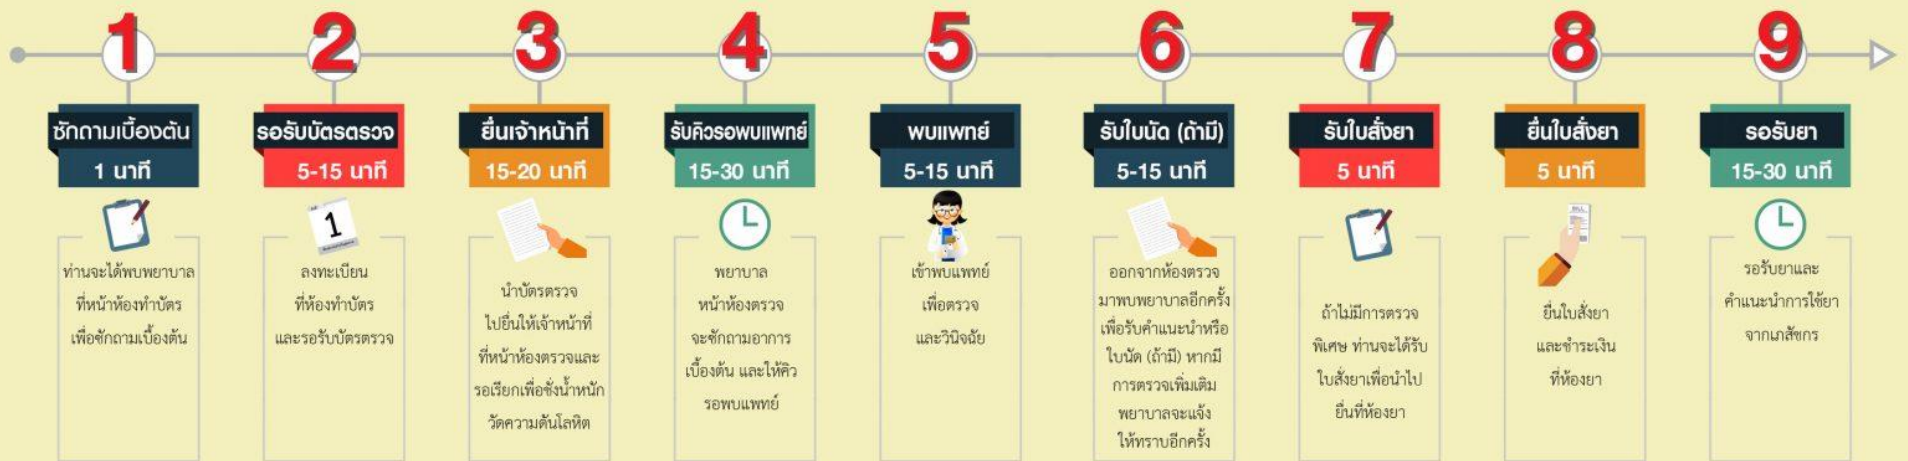 1
ซักถามเบื้องต้น
1 นาที
ท่านจะได้พบพยาบาล
ที่หน้าห้องทำบัตร
เพื่อซักถามเบื้องต้น
2
รอรับบัตรตรวจ
5-15 นาที
1
ลงทะเบียน
ที่ห้องทำบัตร
และรอรับบัตรตรวจ
3
ยื่นเจ้าหน้าที่
15-20 นาที
นำบัตรตรวจ
ไปยื่นให้เจ้าหน้าที่
ที่หน้าห้องตรวจและ
รอเรียกเพื่อชั่งน้ำหนัก
วัดความดันโลหิต
4
รับคิวรอพบแพทย์
15-30 นาที
พยาบาล
หน้าห้องตรวจ
จะซักถามอาการ
เบื้องต้น และให้คิว
รอพบแพทย์
5
พบแพทย์
5-15 นาที
เข้าพบแพทย์
เพื่อตรวจ
และวินิจฉัย
6
รับใบนัด (ถ้ามี)
5-15 นาที
ออกจากห้องตรวจ
มาพบพยาบาลอีกครั้ง
เพื่อรับคำแนะนำหรือ
ใบนัด (ถ้ามี) หากมี
การตรวจเพิ่มเติม
พยาบาลจะแจ้ง
ให้ทราบอีกครั้ง
7
รับใบสั่งยา
5 นาที
ถ้าไม่มีการตรวจ
พิเศษ ท่านจะได้รับ
ใบสั่งยาเพื่อนำไป
ยื่นที่ห้องยา
8
ยื่นใบสั่งยา
5 นาที
BILL
ยื่นใบสั่งยา
และชำระเงิน
ที่ห้องยา
9
รอรับยา
15-30 นาที
รอรับยาและ
คำแนะนำการใช้ยา
จากเภสัชกร